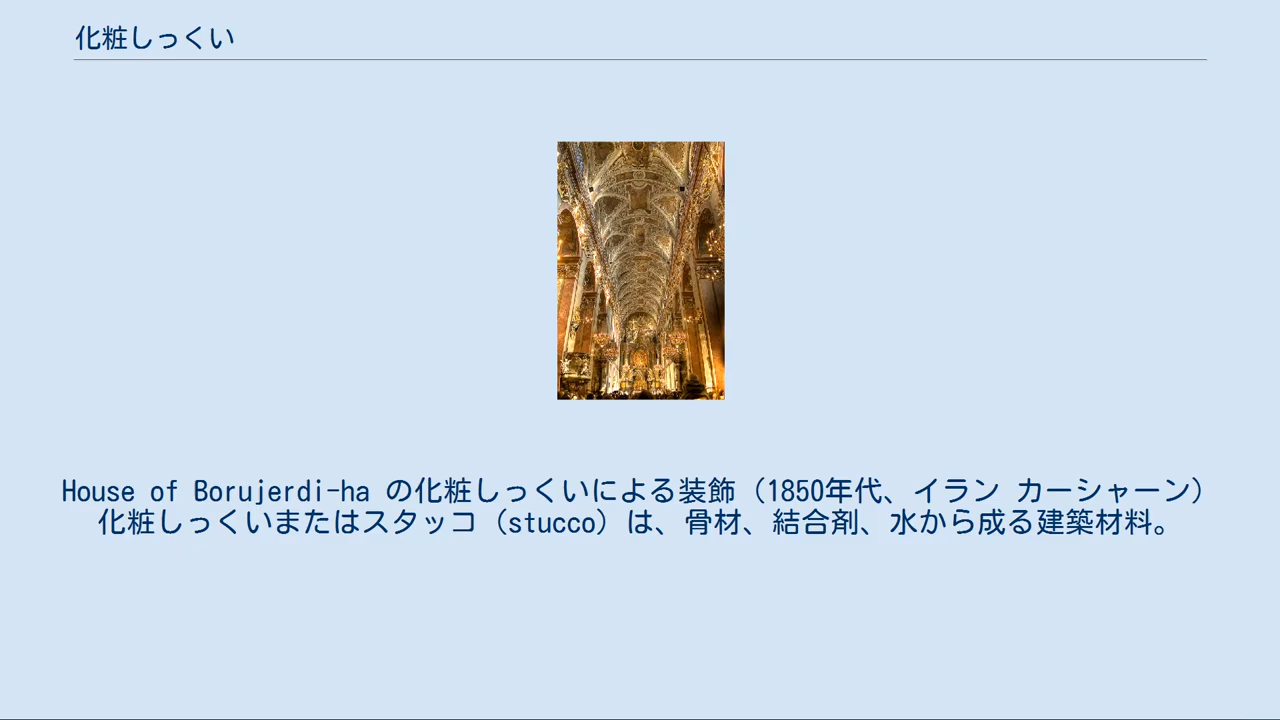 化粧しっくい
House of Borujerdi-ha の化粧しっくいによる装飾（1850年代、イラン カーシャーン）
化粧しっくいまたはスタッコ（stucco）は、骨材、結合剤、水から成る建築材料。